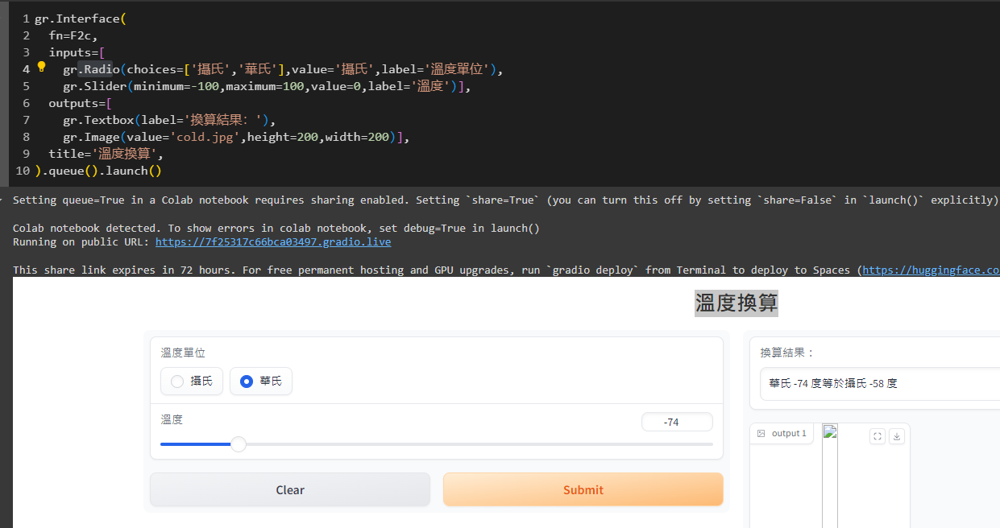 1 gr.Interface(
2   fn=F2c,
3   inputs=[
4     gr.Radio(choices=['攝氏','華氏'],value='攝氏',label='溫度單位'),
5     gr.Slider(minimum=-100,maximum=100,value=0,label='溫度')],
6   outputs=[
7     gr.Textbox(label='換算結果：'),
8     gr.Image(value='cold.jpg',height=200,width=200)],
9   title='溫度換算',
10 ).queue().launch()
Setting queue=True in a Colab notebook requires sharing enabled. Setting `share=True` (you can turn this off by setting `share=False` in `launch()` explicitly)
Colab notebook detected. To show errors in colab notebook, set debug=True in launch()
Running on public URL: https://7f25317c66bca03497.gradio.live
This share link expires in 72 hours. For free permanent hosting and GPU upgrades, run `gradio deploy` from Terminal to deploy to Spaces (https://huggingface.co
溫度換算
溫度單位
攝氏 華氏
溫度 -74
Clear Submit
換算結果：
華氏 -74 度等於攝氏 -58 度
output 1